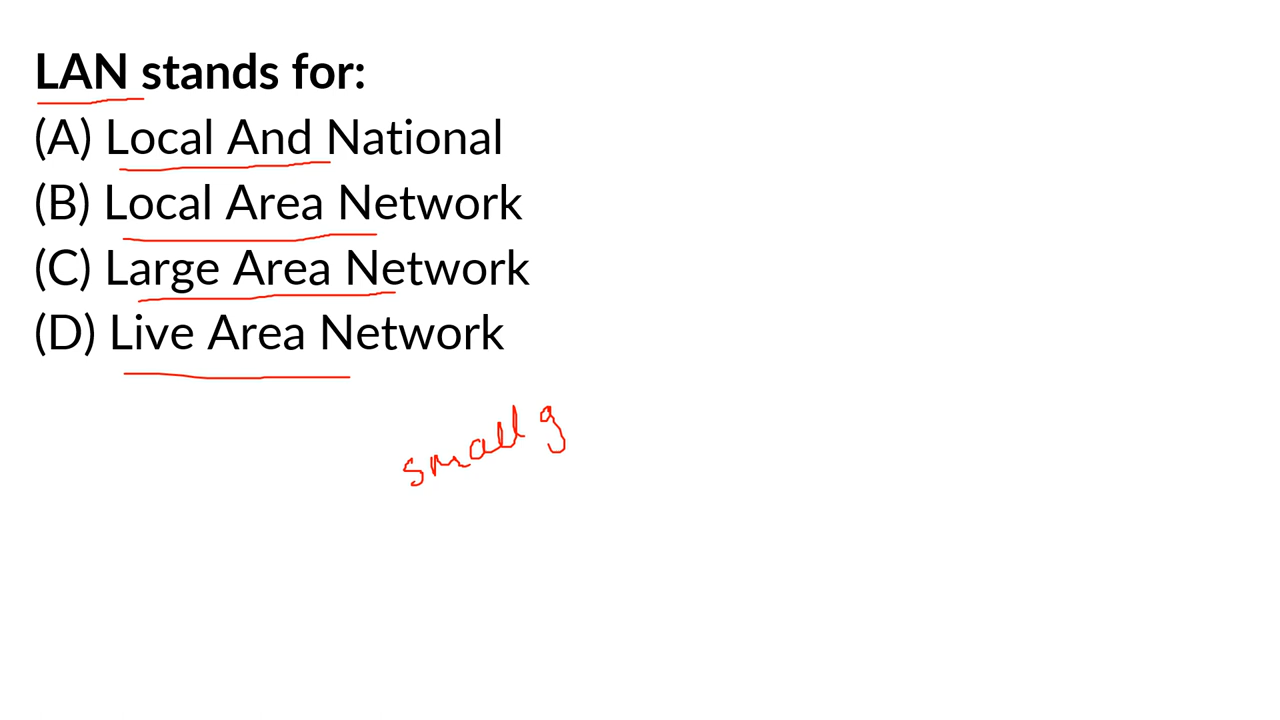 LAN stands for:
(A) Local And National
(B) Local Area Network
(C) Large Area Network
(D) Live Area Network
small g